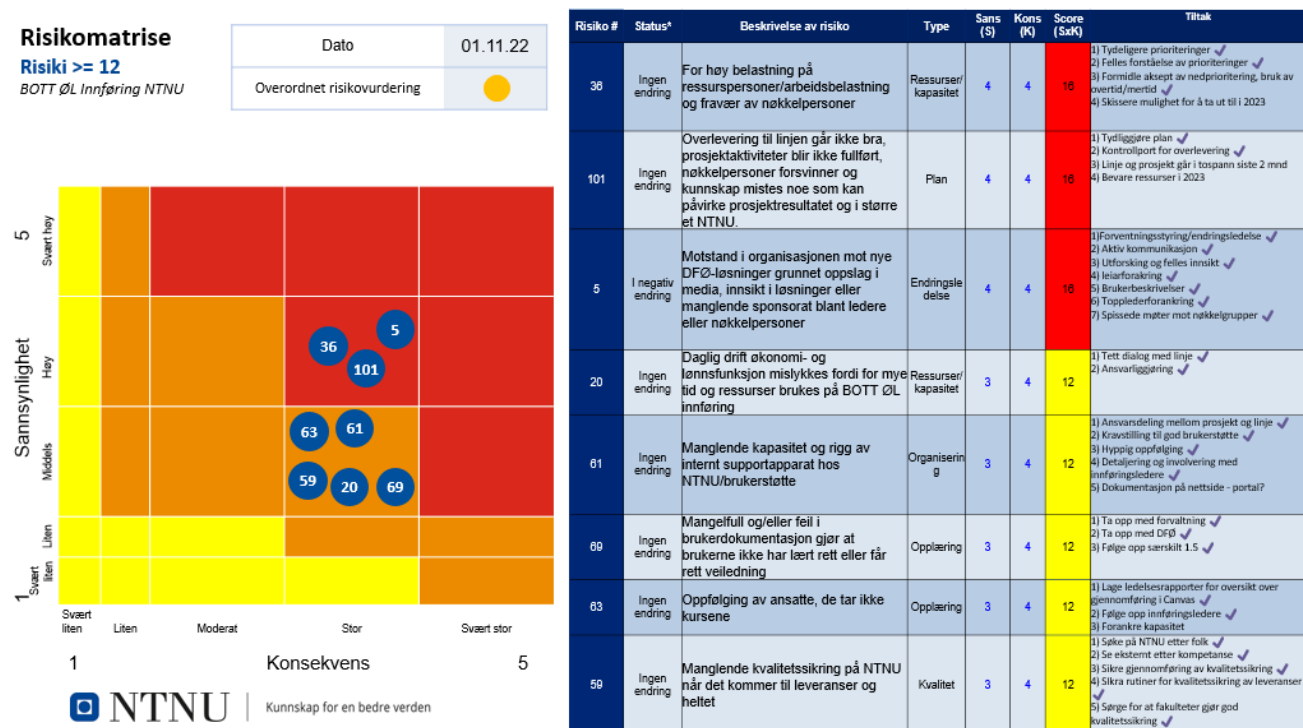 Risikomatrise
Risiki >= 12
BOTT ØL Innføring NTNU
Dato 01.11.22
Overordnet risikovurdering
Sannsynlighet
5
Svært høy
Høy
Middels
Liten
Svært
liten
1
36
5
101
63
61
59
20
69
Svært
liten
Liten
Moderat
Stor
Svært stor
1
Konsekvens
5
NTNU
Kunnskap for en bedre verden
Risiko # Status* Beskrivelse av risiko Type Sans (S) Kons (K) Score (SxK) Tiltak
36
Ingen
endring
For høy belastning på
ressurspersoner/arbeidsbelastning
og fravær av nøkkelpersoner
Ressurser/
kapasitet
4
4
16
1) Tydeligere prioriteringer ✓
2) Felles forståelse av prioriteringer ✓
3) Formidle aksept av nedprioritering, bruk av
overtid/mertid ✓
4) Skissere mulighet for å ta ut til i 2023
101
Ingen
endring
Overlevering til linjen går ikke bra,
prosjektaktiviteter blir ikke fullført,
nøkkelpersoner forsvinner og
kunnskap mistes noe som kan
påvirke prosjektresultatet og i større
et NTNU.
Plan
4
4
16
1) Tydliggjøre plan ✓
2) Kontrollport for overlevering ✓
3) Linje og prosjekt går i tospann siste 2 mnd
4) Bevare ressurser i 2023
5
I negativ
endring
Motstand i organisasjonen mot nye
DFØ-løsninger grunnet oppslag i
media, innsikt i løsninger eller
manglende sponsorat blant ledere
eller nøkkelpersoner
Endringsle
delse
4
4
16
1)Forventningsstyring/endringsledelse ✓
2) Aktiv kommunikasjon ✓
3) Utforsking og felles innsikt ✓
4) leiarforakring ✓
5) Brukerbeskrivelser ✓
6) Topplederforankring ✓
7) Spissede møter mot nøkkelgrupper ✓
20
Ingen
endring
Daglig drift økonomi- og
lønnsfunksjon mislykkes fordi for mye
tid og ressurser brukes på BOTT ØL
innføring
Ressurser/
kapasitet
3
4
12
1) Tett dialog med linje ✓
2) Ansvarliggjøring ✓
61
Ingen
endring
Manglende kapasitet og rigg av
internt supportapparat hos
NTNU/brukerstøtte
Organiserin
g
3
4
12
1) Ansvarsdeling mellom prosjekt og linje ✓
2) Kravstilling til god brukerstøtte ✓
3) Hyppig oppfølging ✓
4) Detaljering og involvering med
innføringsledere ✓
5) Dokumentasjon på nettside - portal?
69
Ingen
endring
Mangelfull og/eller feil i
brukerdokumentasjon gjør at
brukerne ikke har lært rett eller får
rett veiledning
Opplæring
3
4
12
1) Ta opp med forvaltning ✓
2) Ta opp med DFØ ✓
3) Følge opp særskilt 1.5 ✓
63
Ingen
endring
Oppfølging av ansatte, de tar ikke
kursene
Opplæring
3
4
12
1) Lage ledelsesrapporter for oversikt over
gjennomføring i Canvas ✓
2) Følge opp innføringsledere ✓
3) Forankre kapasitet
59
Ingen
endring
Manglende kvalitetssikring på NTNU
når det kommer til leveranser og
heltet
Kvalitet
3
4
12
1) Søke på NTNU etter folk ✓
2) Se eksternt etter kompetanse ✓
3) Sikre gjennomføring av kvalitetssikring ✓
4) SIkra rutiner for kvalitetssikring av leveranser
✓
5) Sørge for at fakulteter gjør god
kvalitetssikring ✓